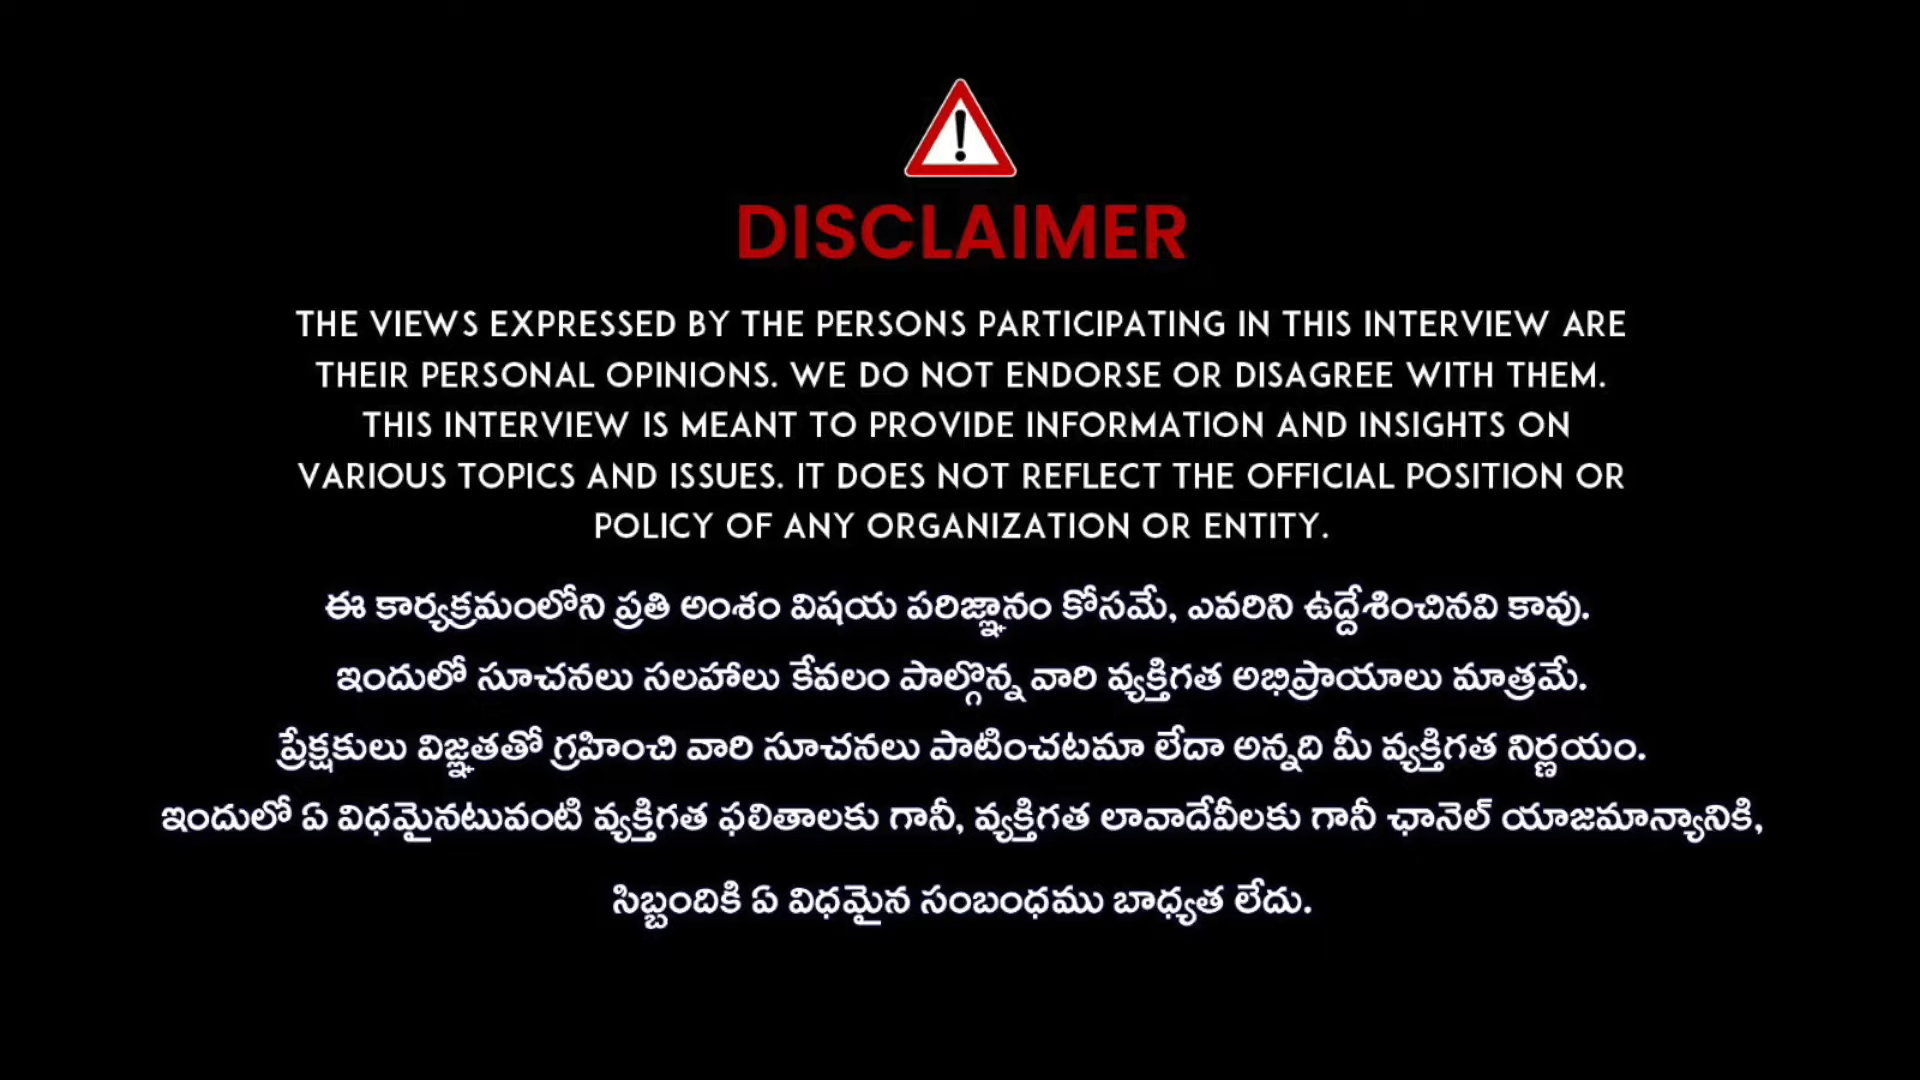 DISCLAIMER
THE VIEWS EXPRESSED BY THE PERSONS PARTICIPATING IN THIS INTERVIEW ARE
THEIR PERSONAL OPINIONS. WE DO NOT ENDORSE OR DISAGREE WITH THEM.
THIS INTERVIEW IS MEANT TO PROVIDE INFORMATION AND INSIGHTS ON
VARIOUS TOPICS AND ISSUES. IT DOES NOT REFLECT THE OFFICIAL POSITION OR
POLICY OF ANY ORGANIZATION OR ENTITY.
ఈ కార్యక్రమంలోని ప్రతి అంశం విషయ పరిజ్ఞానం కోసమే, ఎవరిని ఉద్దేశించినవి కావు.
ఇందులో సూచనలు సలహాలు కేవలం పాల్గొన్న వారి వ్యక్తిగత అభిప్రాయాలు మాత్రమే.
ప్రేక్షకులు విజ్ఞతతో గ్రహించి వారి సూచనలు పాటించటమా లేదా అన్నది మీ వ్యక్తిగత నిర్ణయం.
ఇందులో ఏ విధమైనటువంటి వ్యక్తిగత ఫలితాలకు గానీ, వ్యక్తిగత లావాదేవీలకు గానీ ఛానెల్ యాజమాన్యానికి,
సిబ్బందికి ఏ విధమైన సంబంధము బాధ్యత లేదు.